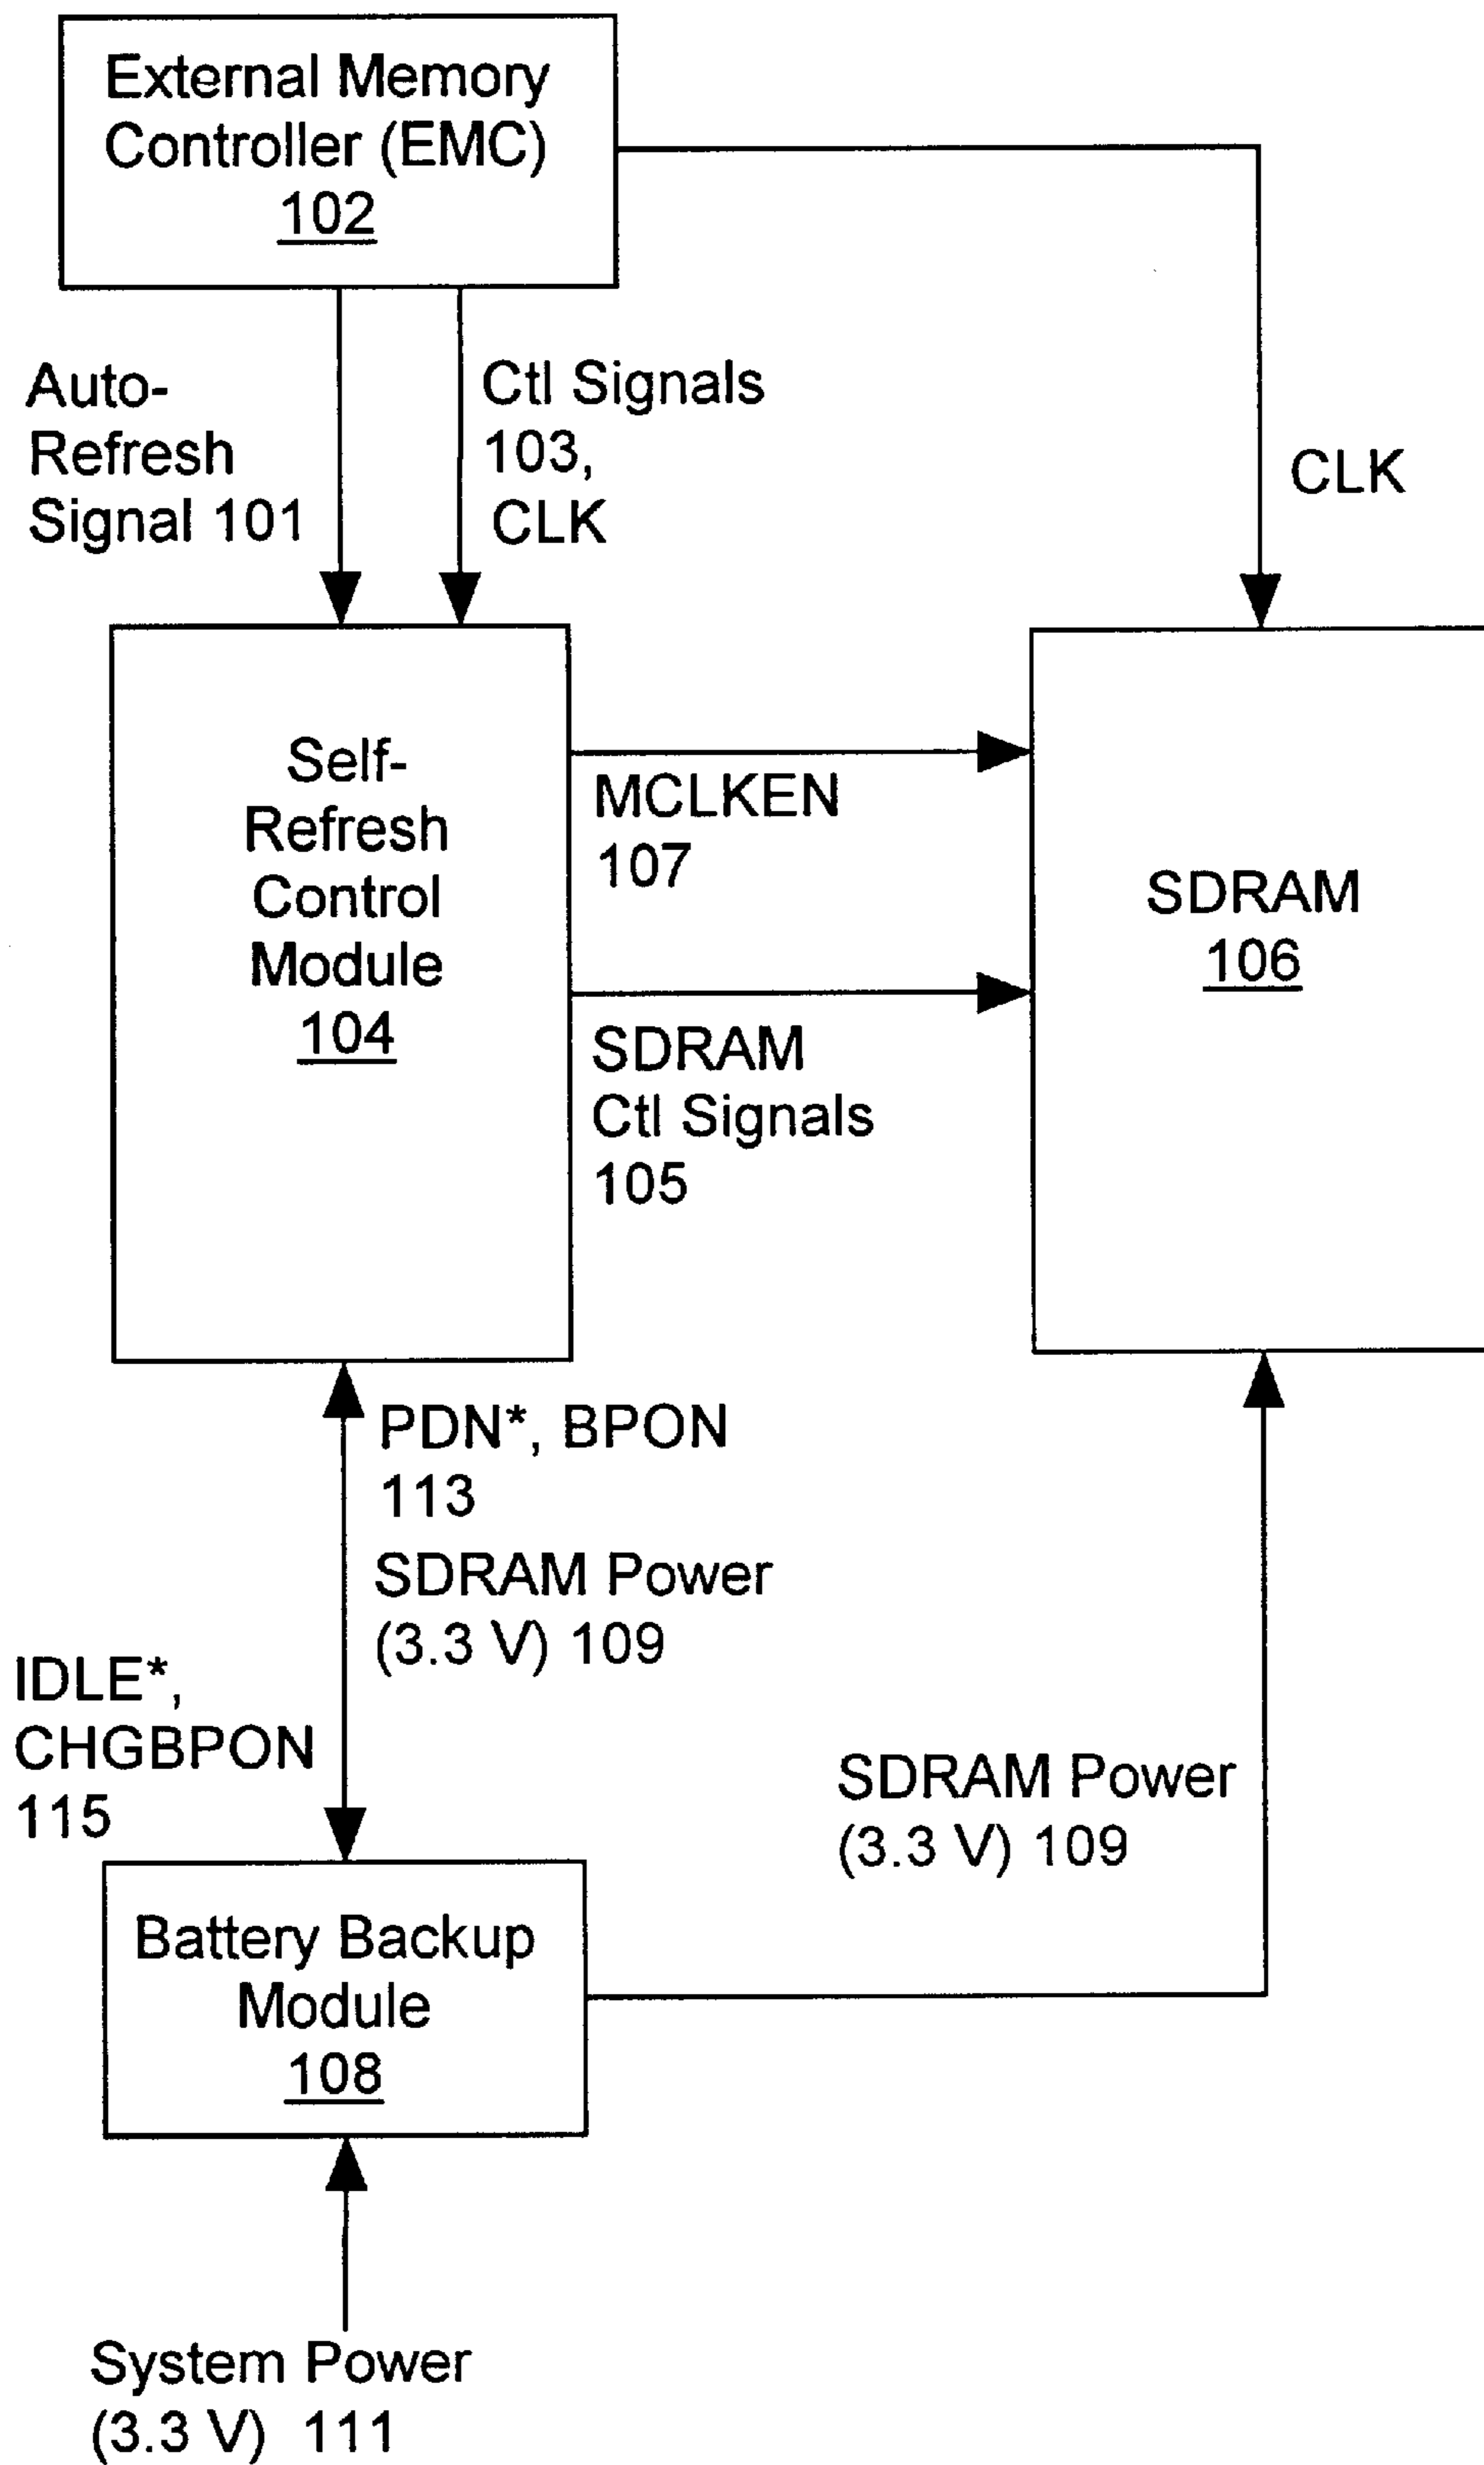 External Memory
Controller (EMC)
102
Auto-
Refresh
Signal 101
Ctl Signals
103,
CLK
CLK
Self-
Refresh
Control
Module
104
MCLKEN
107
SDRAM
Ctl Signals
105
SDRAM
106
PDN*, BPON
113
SDRAM Power
(3.3 V) 109
IDLE*,
CHGBPON
115
SDRAM Power
(3.3 V) 109
Battery Backup
Module
108
System Power
(3.3 V) 111